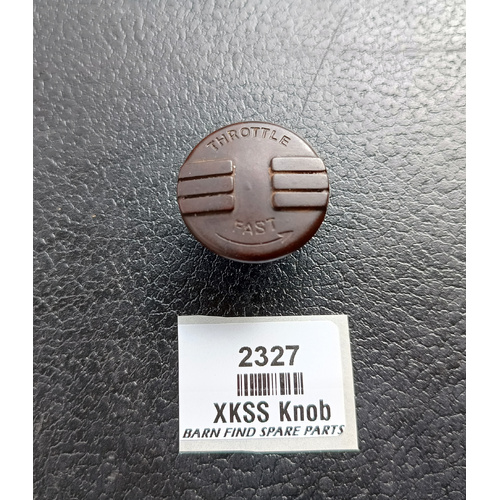 THROTTLE
FAST
2327
XKSS Knob
BARN FIND SPARE PARTS